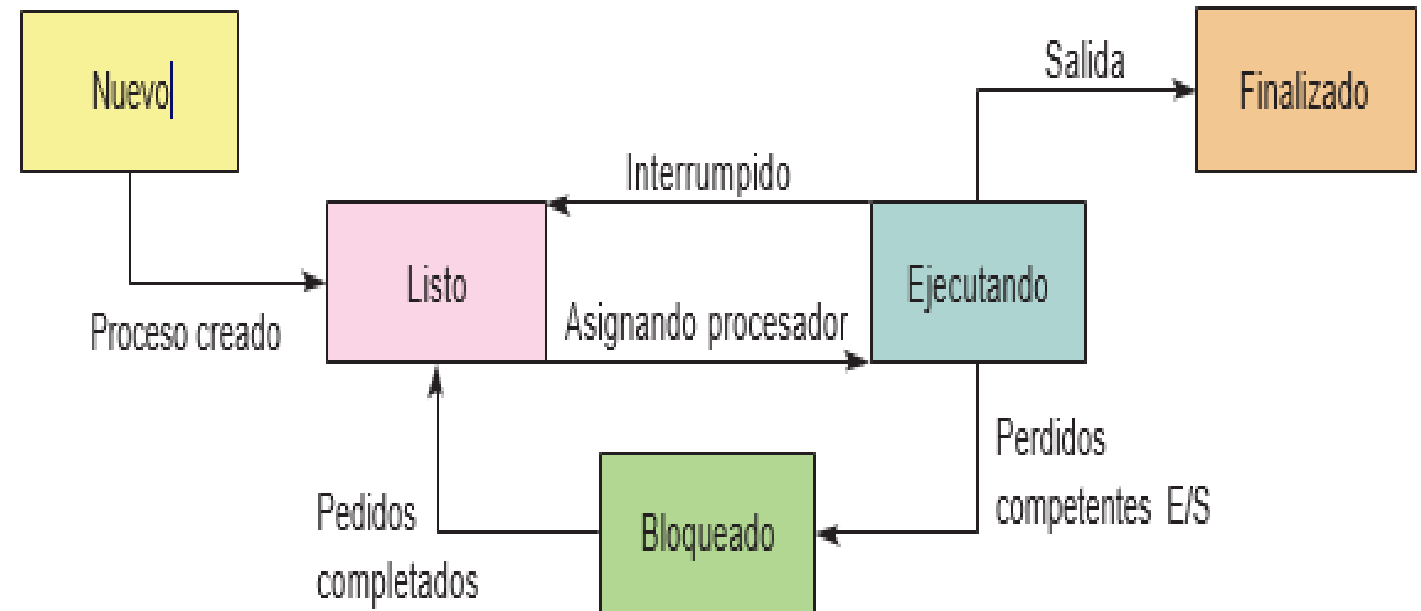 Nuevo
Salida
Finalizado
Interrumpido
Listo
Ejecutando
Proceso creado
Asignando procesador
Perdidos
competentes E/S
Pedidos
completados
Bloqueado